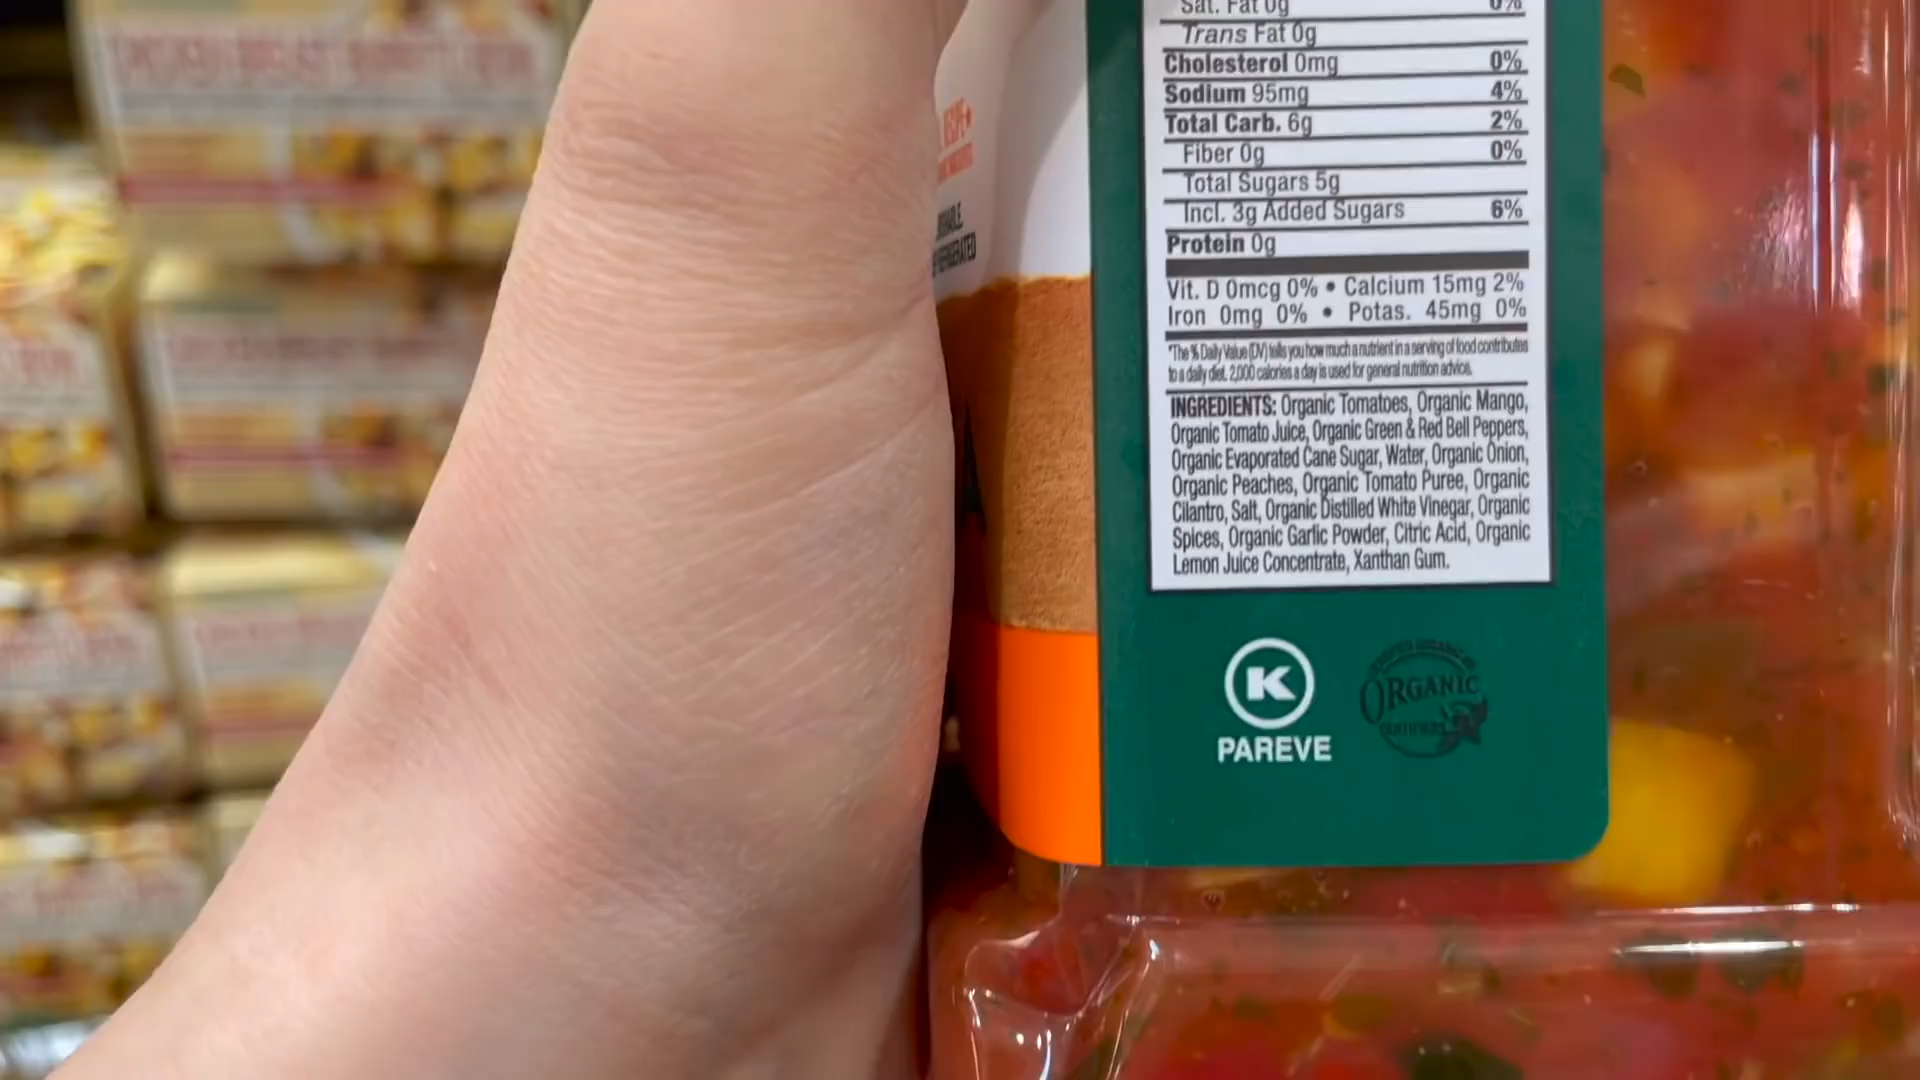 Sat. Fat 0g 0%
Trans Fat 0g
Cholesterol 0mg 0%
Sodium 95mg 4%
Total Carb. 6g 2%
Fiber 0g 0%
Total Sugars 5g
Incl. 3g Added Sugars 6%
Protein 0g
Vit. D 0mcg 0% • Calcium 15mg 2%
Iron 0mg 0% • Potas. 45mg 0%
*The % Daily Value (DV) tells you how much a nutrient in a serving of food contributes
to a daily diet. 2,000 calories a day is used for general nutrition advice.
INGREDIENTS: Organic Tomatoes, Organic Mango,
Organic Tomato Juice, Organic Green & Red Bell Peppers,
Organic Evaporated Cane Sugar, Water, Organic Onion,
Organic Peaches, Organic Tomato Puree, Organic
Cilantro, Salt, Organic Distilled White Vinegar, Organic
Spices, Organic Garlic Powder, Citric Acid, Organic
Lemon Juice Concentrate, Xanthan Gum.
K
PAREVE
ORGANIC